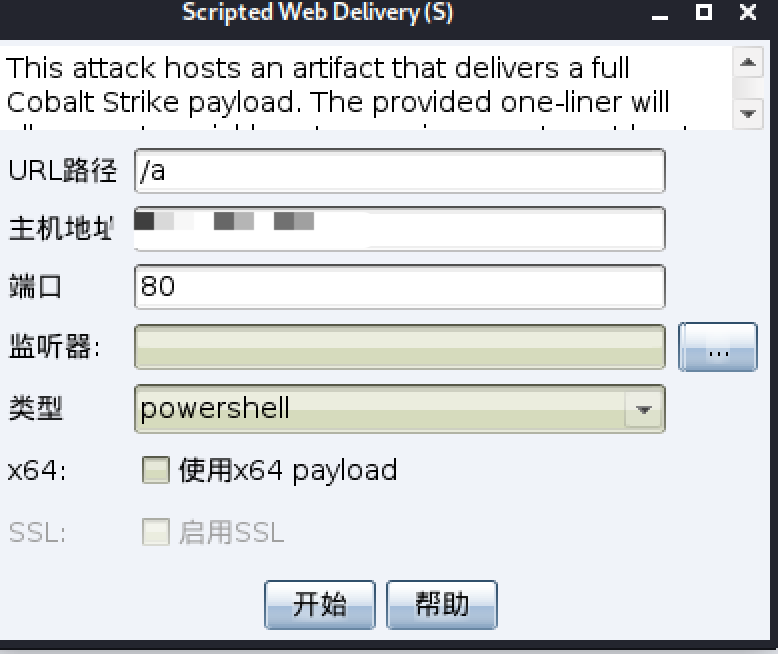 Scripted Web Delivery (S)
This attack hosts an artifact that delivers a full
Cobalt Strike payload. The provided one-liner will
URL路径 /a
主机地址
端口 80
监听器: ...
类型 powershell
x64: 使用x64 payload
SSL: 启用SSL
开始 帮助